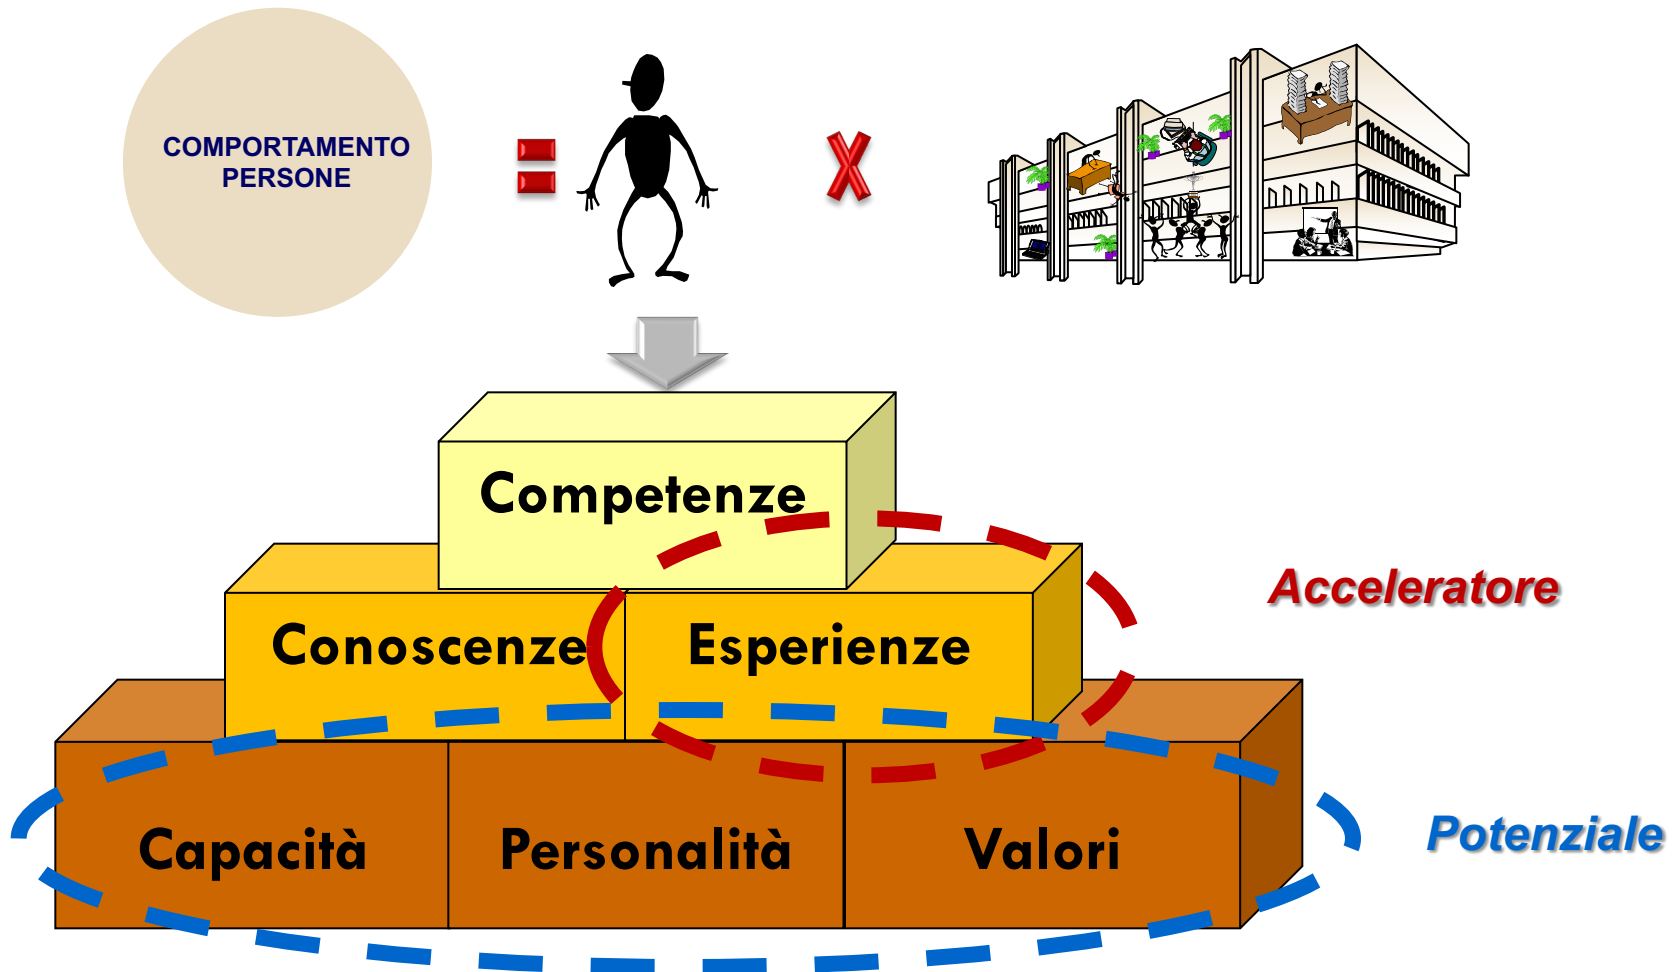 COMPORTAMENTO
PERSONE
=
X
Competenze
Acceleratore
Conoscenze
Esperienze
Potenziale
Capacità
Personalità
Valori